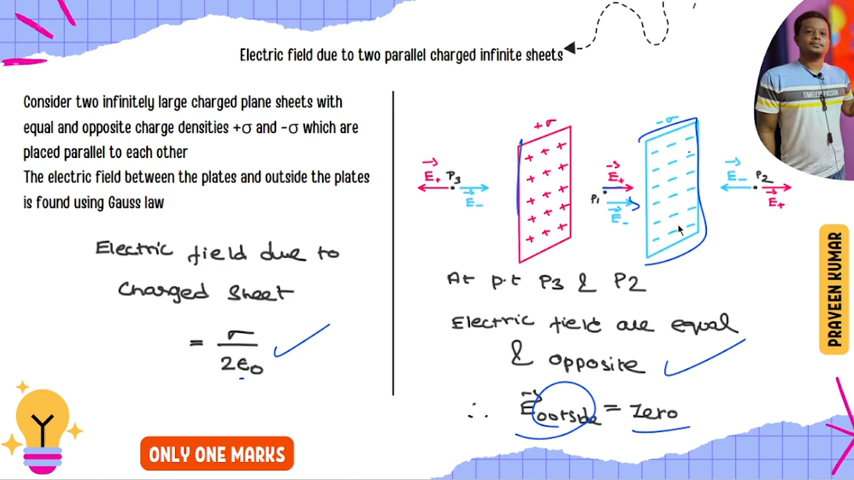 Electric field due to two parallel charged infinite sheets
Consider two infinitely large charged plane sheets with
equal and opposite charge densities +σ and -σ which are
placed parallel to each other
The electric field between the plates and outside the plates
is found using Gauss law
Electric field due to
Charged Sheet
= σ / 2ε₀
+σ
-σ
E₊ P₃ E₋
E₊
P₁ E₋
E₋ P₂ E₊
At pt P3 & P2
Electric field are equal
& opposite
∴ E outside = zero
ONLY ONE MARKS
PRAVEEN KUMAR